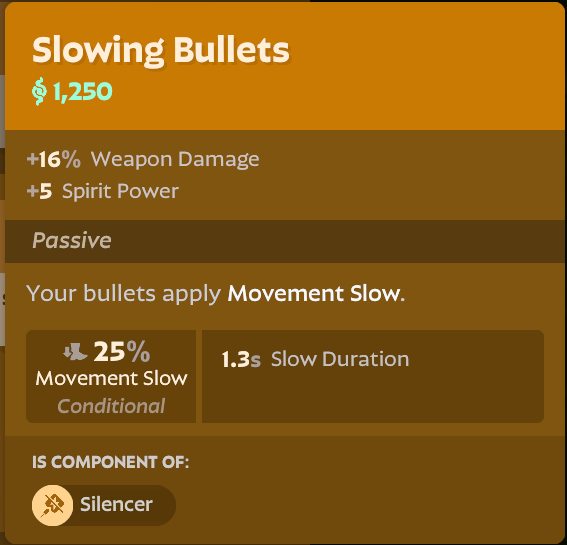 Slowing Bullets
1,250
+16% Weapon Damage
+5 Spirit Power
Passive
Your bullets apply Movement Slow.
25%
Movement Slow
Conditional
1.3s Slow Duration
IS COMPONENT OF:
Silencer